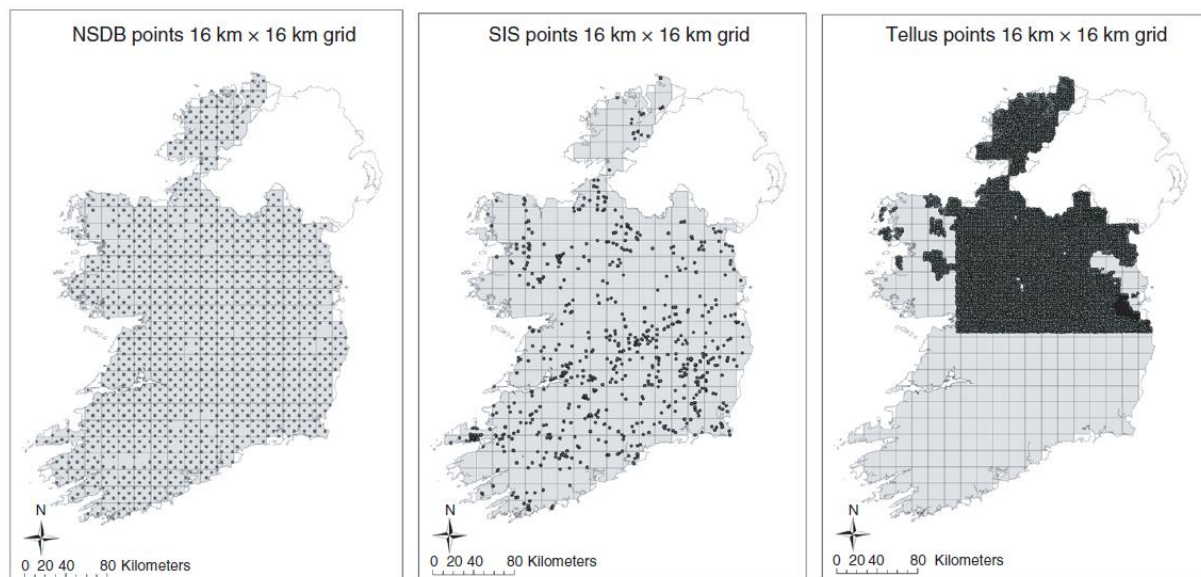 NSDB points 16 km × 16 km grid
N
0 20 40 80 Kilometers
SIS points 16 km × 16 km grid
N
0 20 40 80 Kilometers
Tellus points 16 km × 16 km grid
N
0 20 40 80 Kilometers